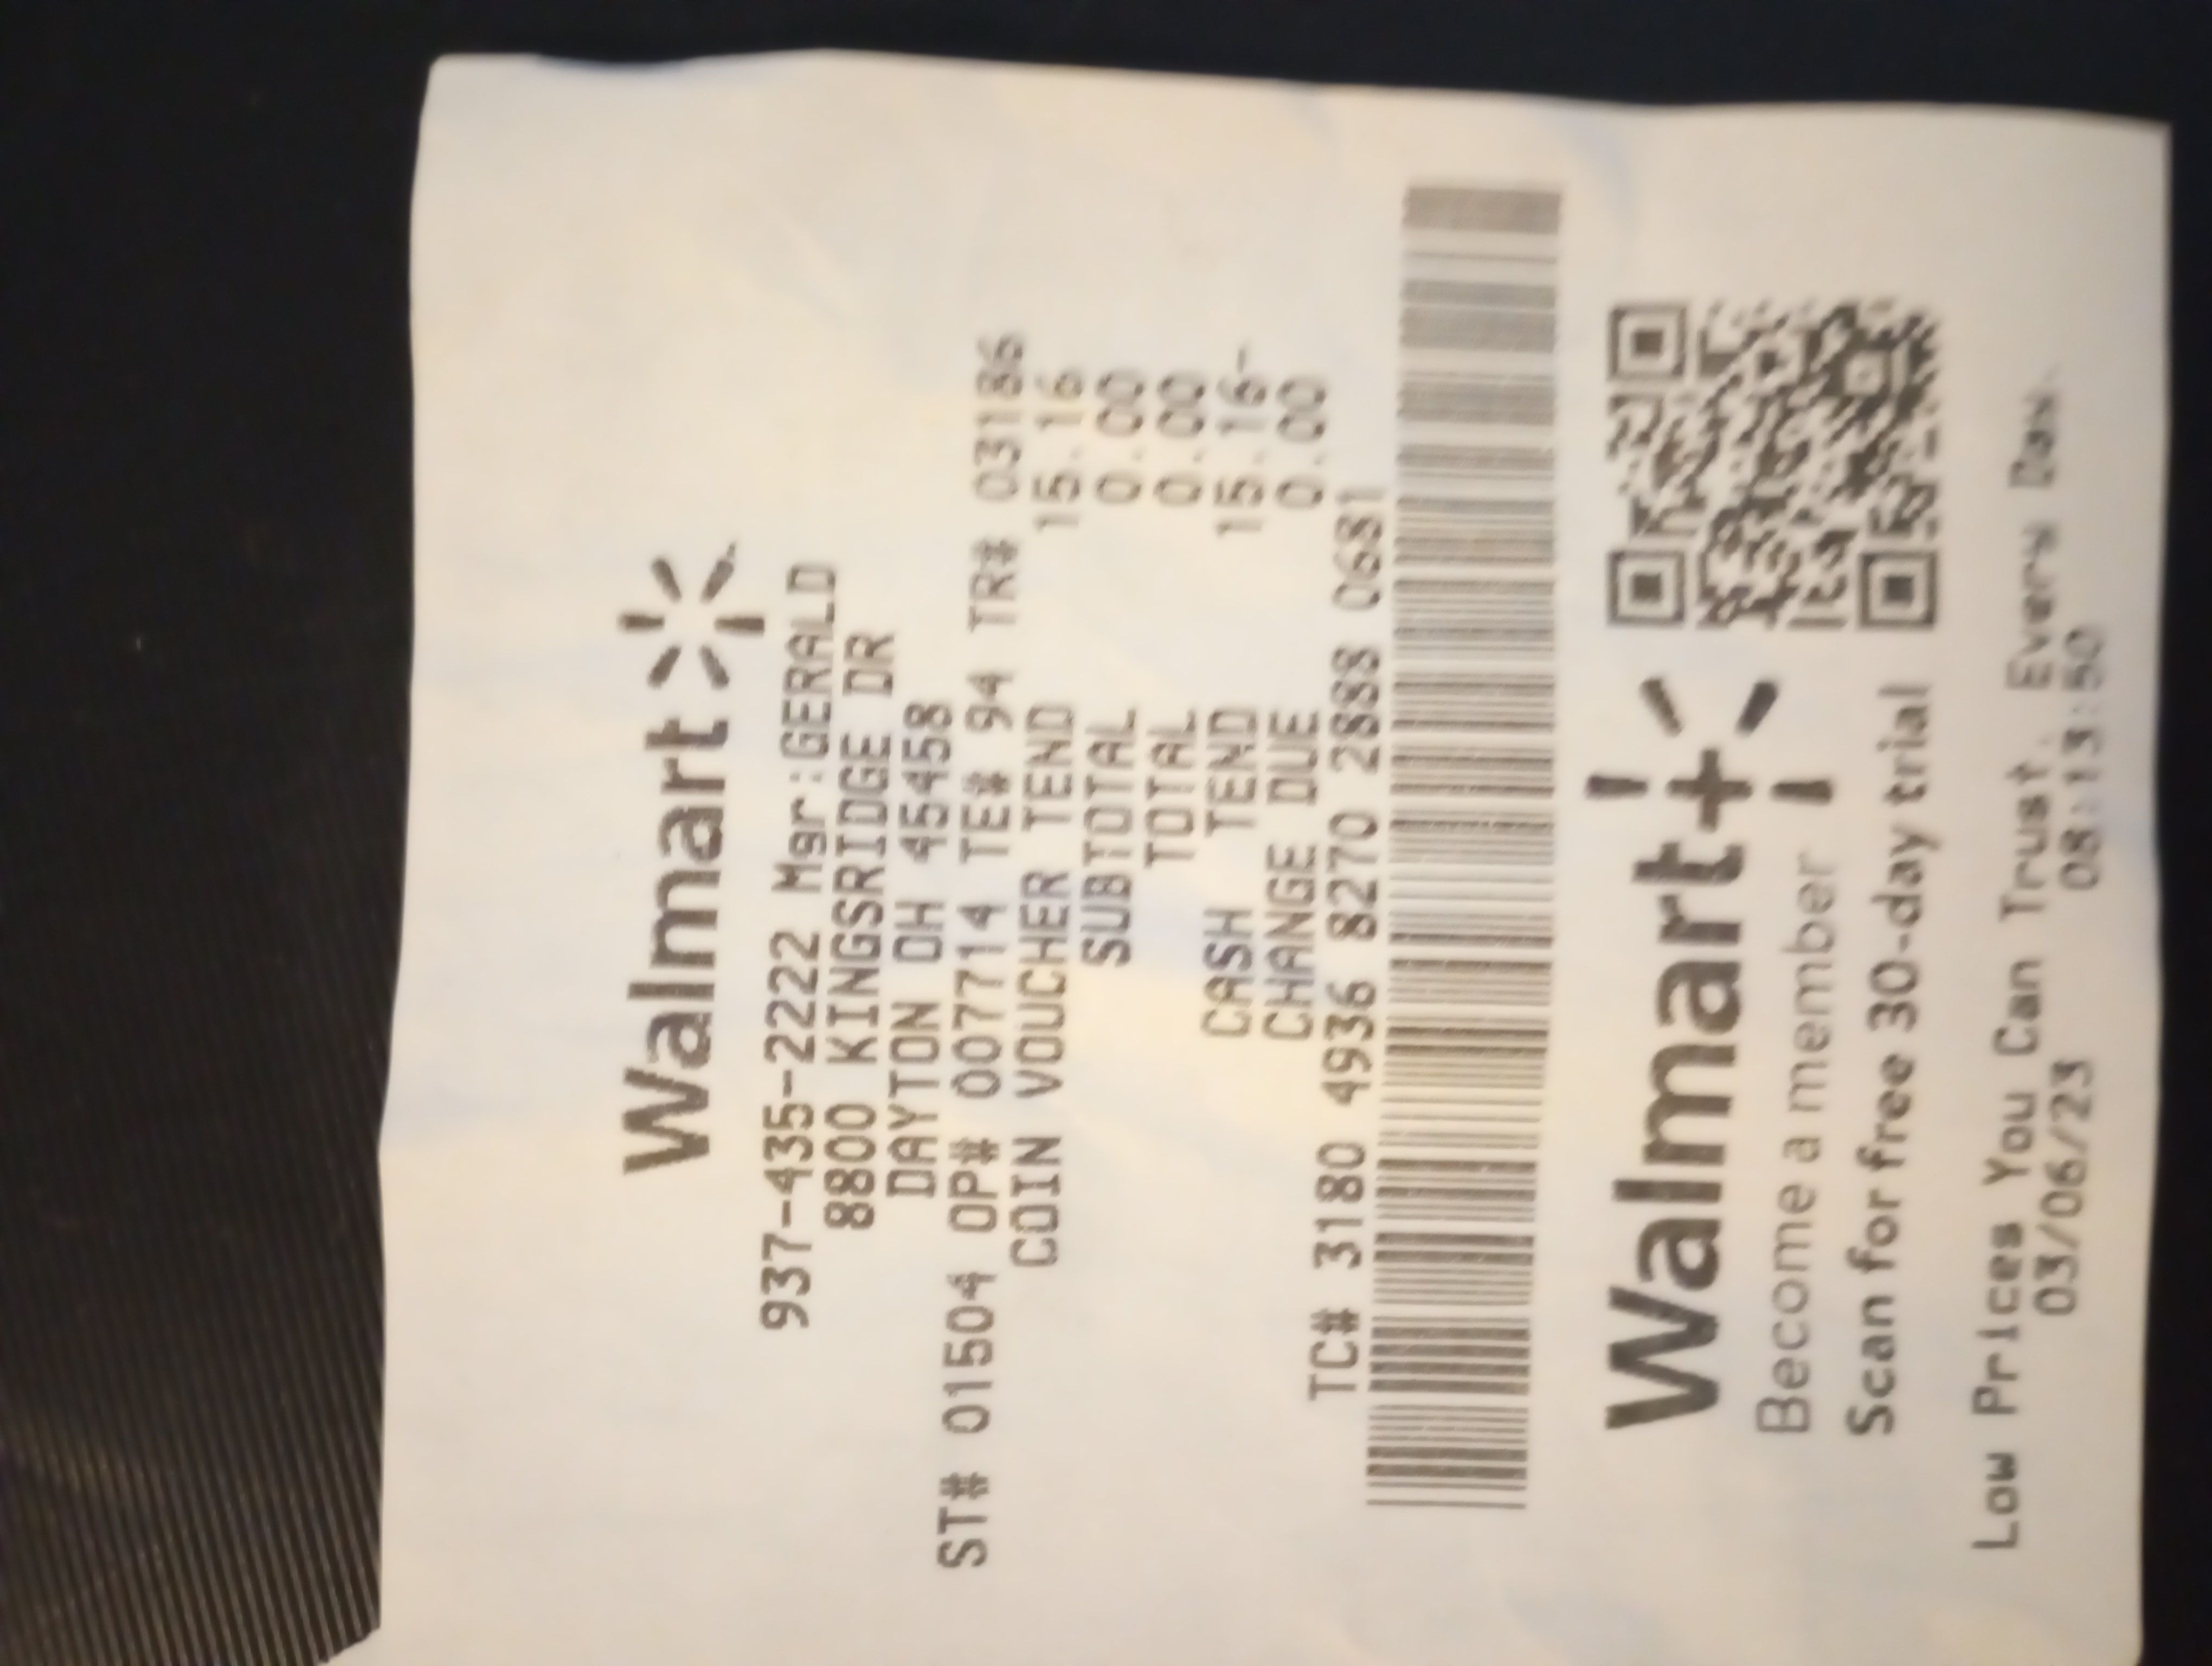 Walmart
937-435-2222 Mgr:GERALD
8800 KINGSRIDGE DR
DAYTON OH 45458
ST# 01504 OP# 007714 TE# 94 TR# 03186
COIN VOUCHER TEND 15.16
SUBTOTAL 0.00
TOTAL 0.00
CASH TEND 15.16-
CHANGE DUE 0.00
TC# 3180 4936 8270 2888 0681
Walmart+
Become a member
Scan for free 30-day trial
Low Prices You Can Trust. Every Day.
03/06/23 08:13:50